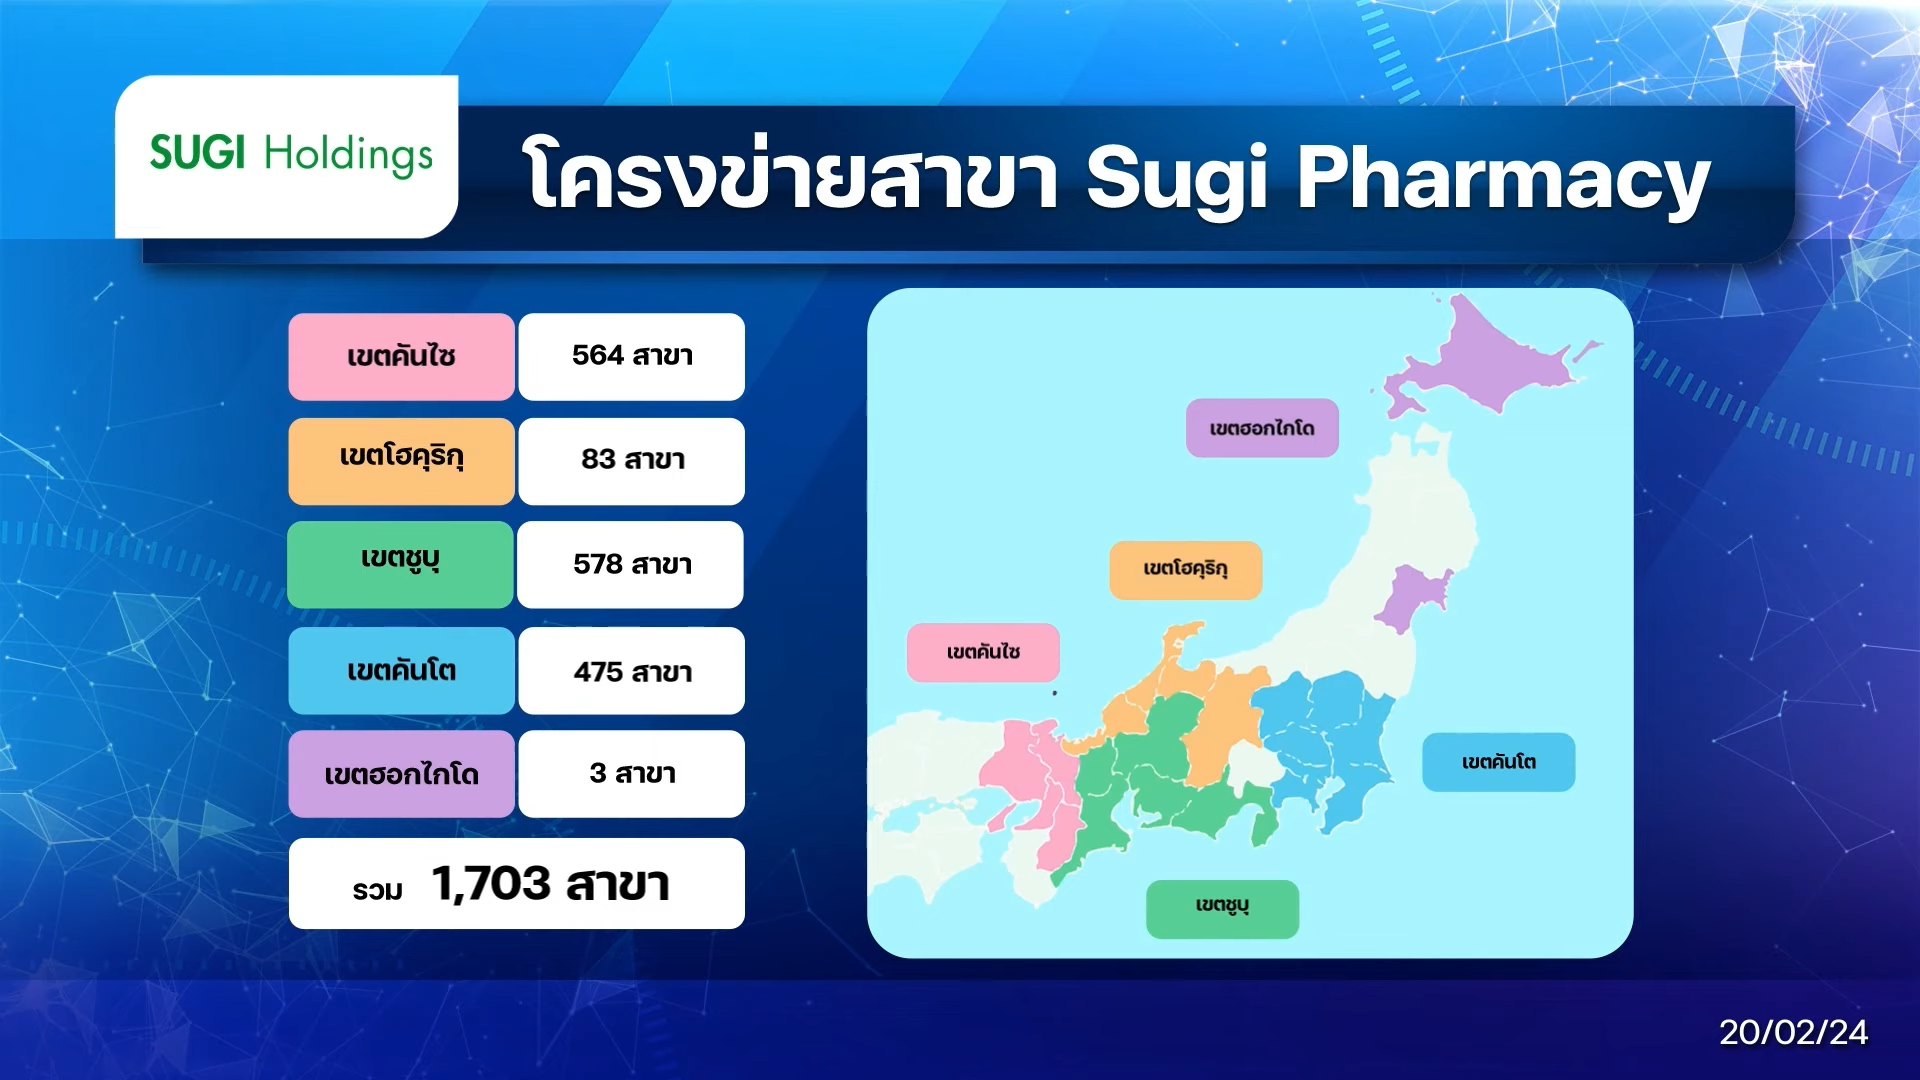 SUGI Holdings
โครงข่ายสาขา Sugi Pharmacy
เขตคันไซ 564 สาขา
เขตโฮคุริกุ 83 สาขา
เขตชูบุ 578 สาขา
เขตคันโต 475 สาขา
เขตฮอกไกโด 3 สาขา
รวม 1,703 สาขา
เขตฮอกไกโด
เขตโฮคุริกุ
เขตคันไซ
เขตคันโต
เขตชูบุ
20/02/24